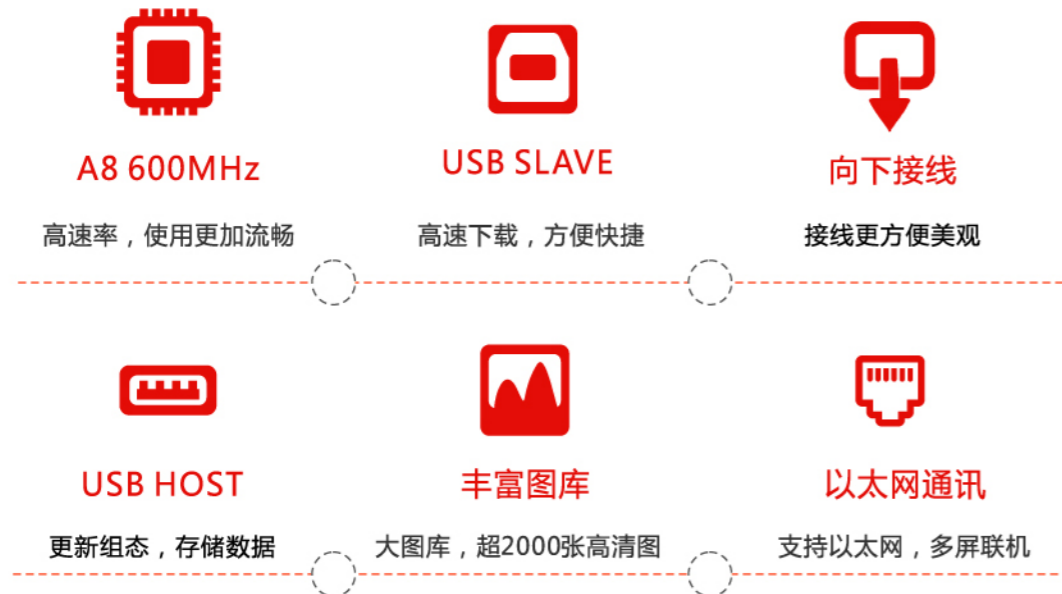 A8 600MHz
USB SLAVE
向下接线
高速率，使用更加流畅
高速下载，方便快捷
接线更方便美观
USB HOST
丰富图库
以太网通讯
更新组态，存储数据
大图库，超2000张高清图
支持以太网，多屏联机